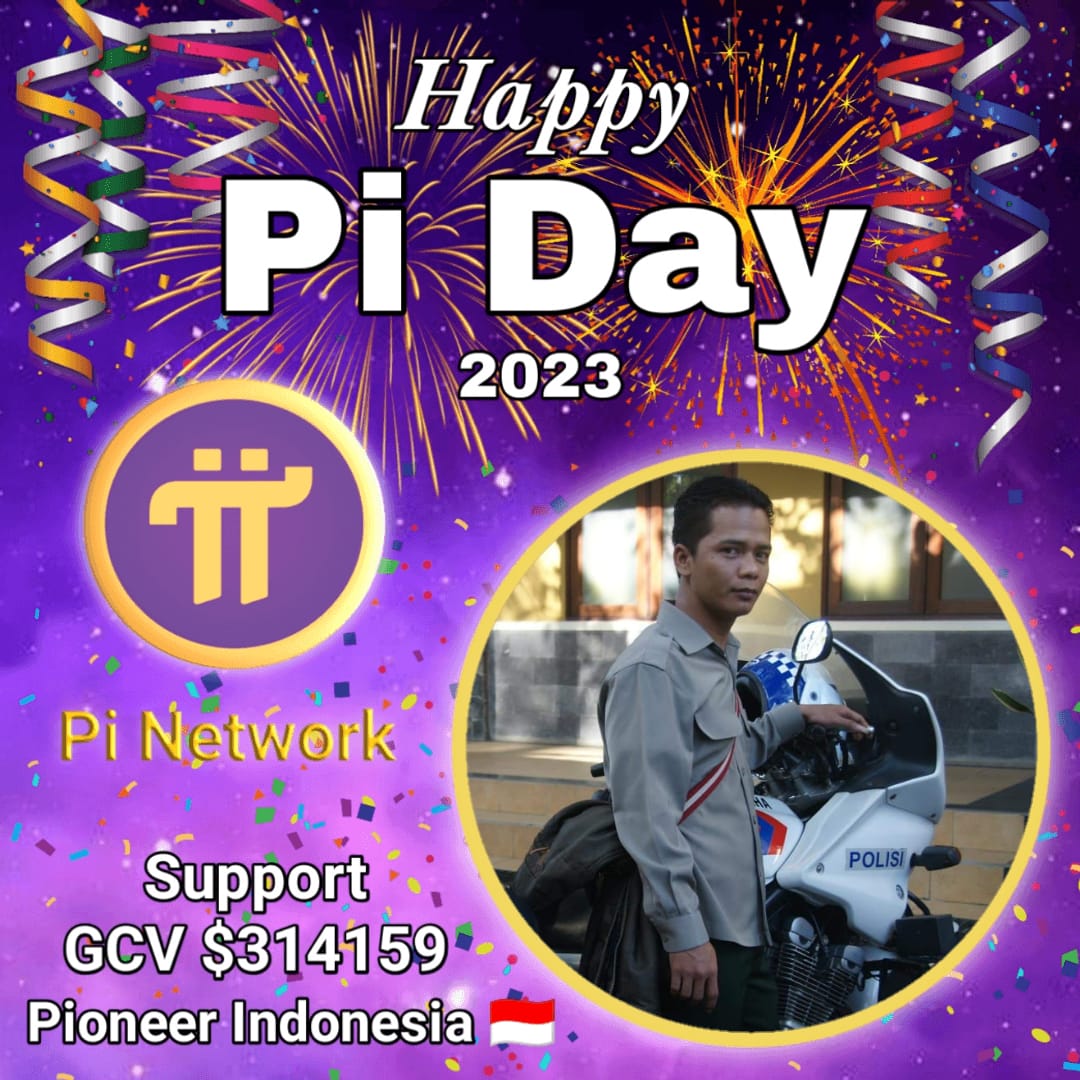 Happy
Pi Day
2023
Pi Network
Support
GCV $314159
Pioneer Indonesia 🇮🇩
POLISI